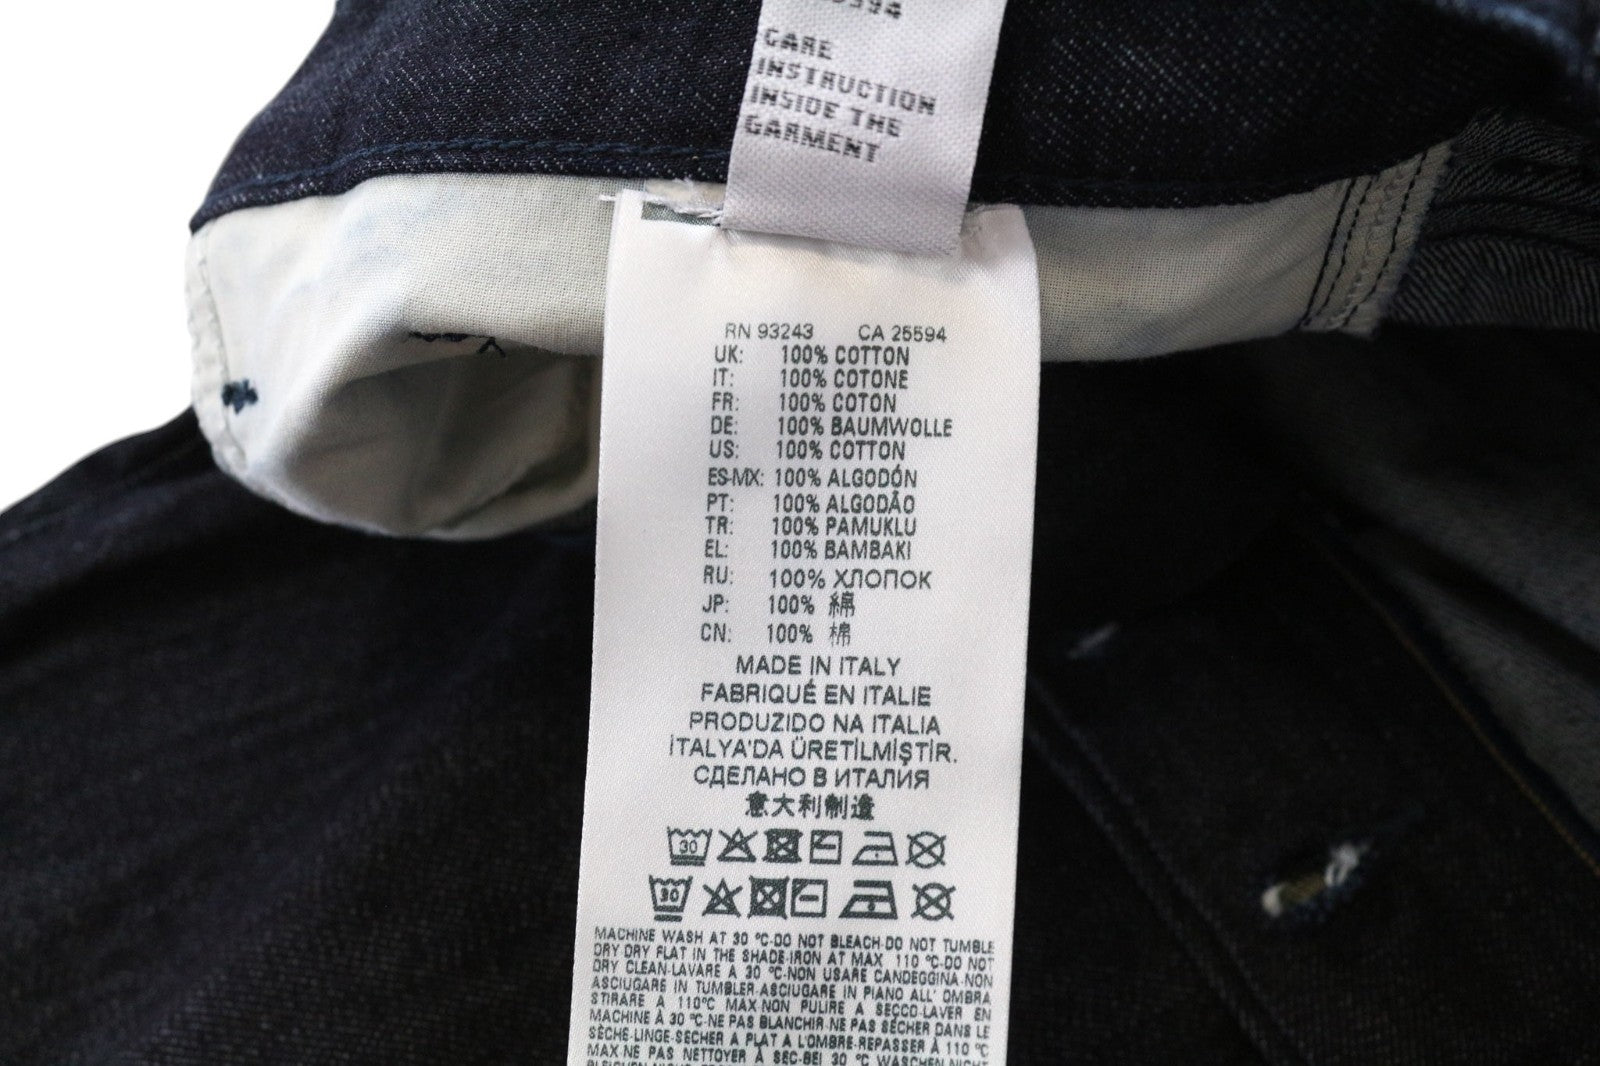 CARE
INSTRUCTION
INSIDE THE
GARMENT
RN 93243 CA 25594
UK: 100% COTTON
IT: 100% COTONE
FR: 100% COTON
DE: 100% BAUMWOLLE
US: 100% COTTON
ES-MX: 100% ALGODÓN
PT: 100% ALGODÃO
TR: 100% PAMUKLU
EL: 100% BAMBAKI
RU: 100% ХЛОПОК
JP: 100% 綿
CN: 100% 棉
MADE IN ITALY
FABRIQUÉ EN ITALIE
PRODUZIDO NA ITALIA
İTALYA'DA ÜRETİLMİŞTİR.
СДЕЛАНО В ИТАЛИЯ
意大利制造
30
30
MACHINE WASH AT 30 °C-DO NOT BLEACH-DO NOT TUMBLE
DRY DRY FLAT IN THE SHADE-IRON AT MAX 110 °C-DO NOT
DRY CLEAN-LAVARE A 30 °C-NON USARE CANDEGGINA-NON
ASCIUGARE IN TUMBLER-ASCIUGARE IN PIANO ALL' OMBRA
STIRARE A 110°C MAX-NON PULIRE A SECCO-LAVER EN
MACHINE À 30 °C-NE PAS BLANCHIR-NE PAS SÉCHER DANS LE
SÈCHE-LINGE-SÉCHER À PLAT A L'OMBRE-REPASSER À 110 °C
MAX-NE PAS NETTOYER À SEC-BEI 30 °C WASCHEN-NICHT